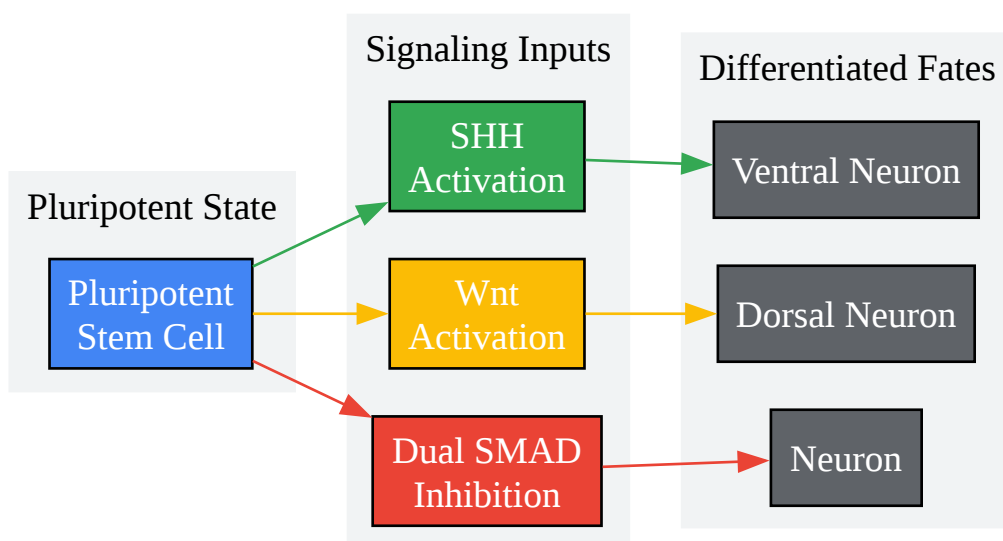 Pluripotent State
Pluripotent
Stem Cell
Signaling Inputs
SHH
Activation
Wnt
Activation
Dual SMAD
Inhibition
Differentiated Fates
Ventral Neuron
Dorsal Neuron
Neuron